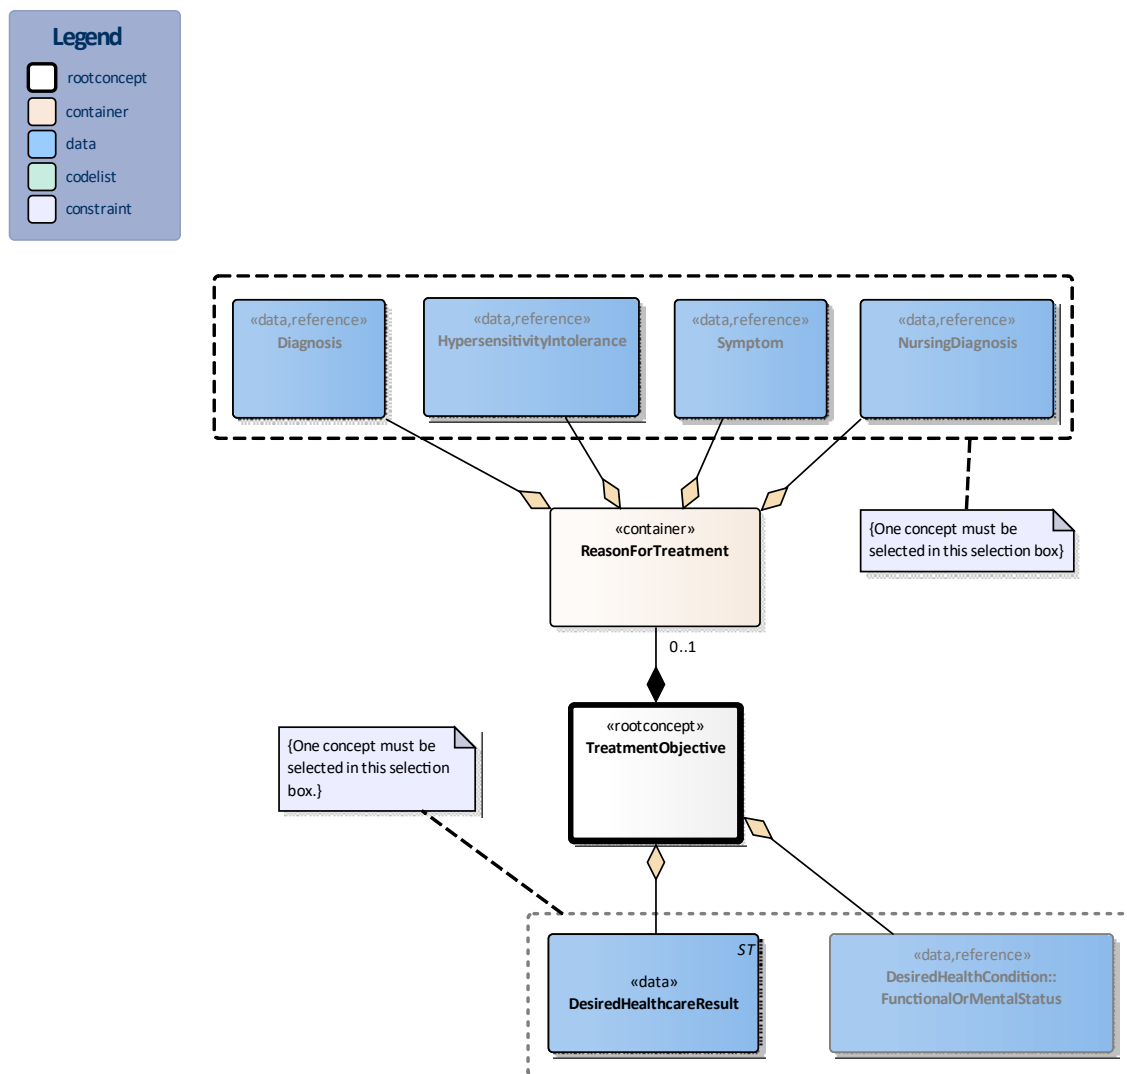 Legend
rootconcept
container
data
codelist
constraint
«data,reference»
Diagnosis
«data,reference»
HypersensitivityIntolerance
«data,reference»
Symptom
«data,reference»
NursingDiagnosis
«container»
ReasonForTreatment
{One concept must be
selected in this selection box}
0..1
«rootconcept»
TreatmentObjective
{One concept must be
selected in this selection
box.}
ST
«data»
DesiredHealthcareResult
«data,reference»
DesiredHealthCondition::
FunctionalOrMentalStatus